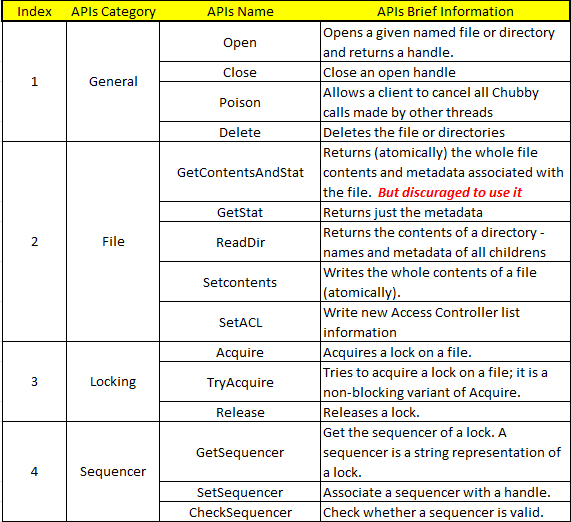 Index APIs Category APIs Name APIs Brief Information
1 General
Open
Opens a given named file or directory
and returns a handle.
Close
Close an open handle
Poison
Allows a client to cancel all Chubby
calls made by other threads
Delete
Deletes the file or directories
2 File
GetContentsAndStat
Returns (atomically) the whole file
contents and metadata associated with
the file. But discuraged to use it
GetStat
Returns just the metadata
ReadDir
Returns the contents of a directory -
names and metadata of all childrens
Setcontents
Writes the whole contents of a file
(atomically).
SetACL
Write new Access Controller list
information
3 Locking
Acquire
Acquires a lock on a file.
TryAcquire
Tries to acquire a lock on a file; it is a
non-blocking variant of Acquire.
Release
Releases a lock.
4 Sequencer
GetSequencer
Get the sequencer of a lock. A
sequencer is a string representation of
a lock.
SetSequencer
Associate a sequencer with a handle.
CheckSequencer
Check whether a sequencer is valid.